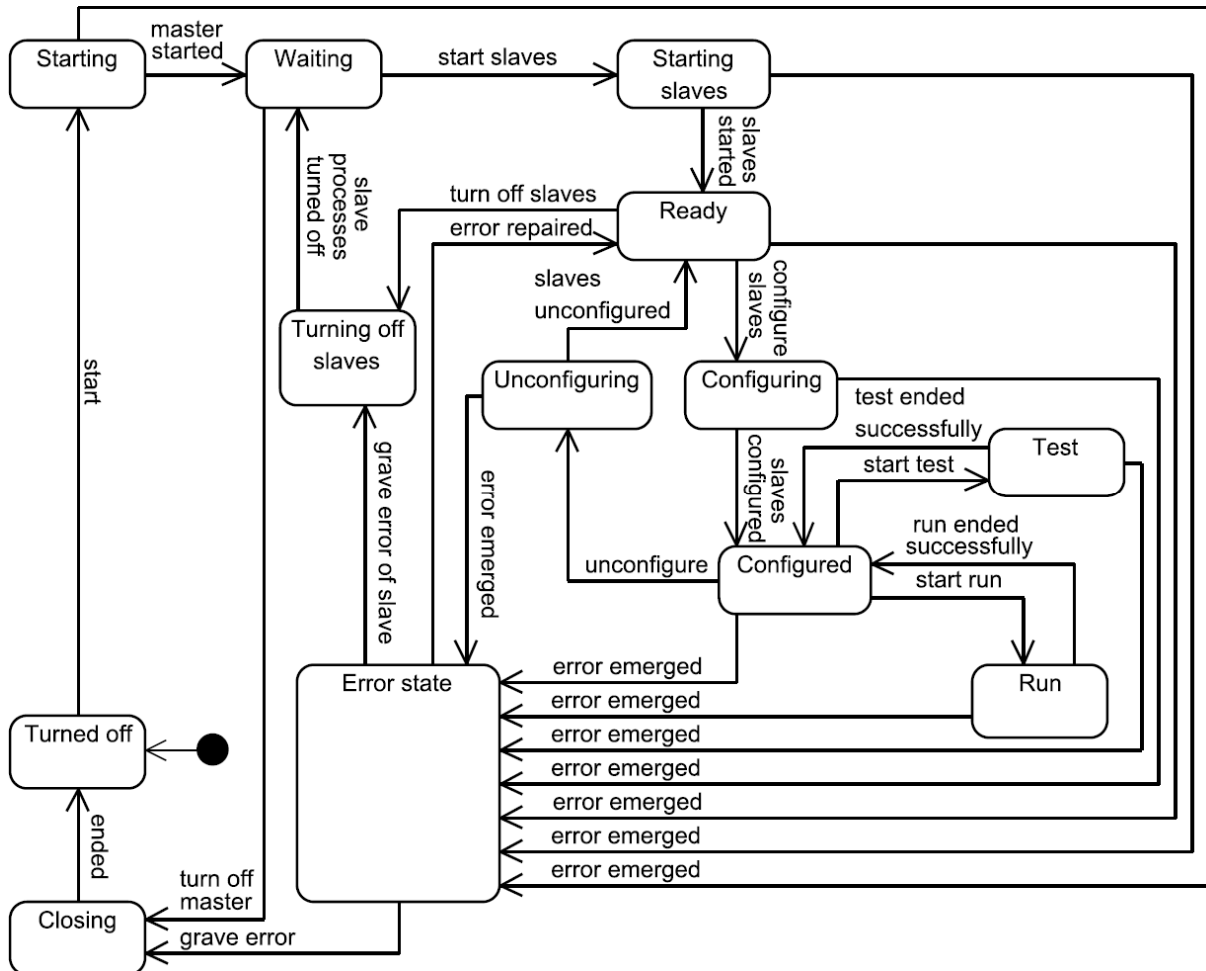 master
started
Starting
Waiting
start slaves
Starting
slaves
slaves
started
slave
processes
turned off
turn off slaves
Ready
error repaired
slaves
unconfigured
configure
slaves
Turning off
slaves
start
Unconfiguring
Configuring
test ended
successfully
Test
start test
slaves
configured
grave error of slave
error emerged
run ended
successfully
unconfigure
Configured
start run
Error state
error emerged
Run
error emerged
Turned off
error emerged
error emerged
error emerged
ended
error emerged
error emerged
turn off
master
Closing
grave error